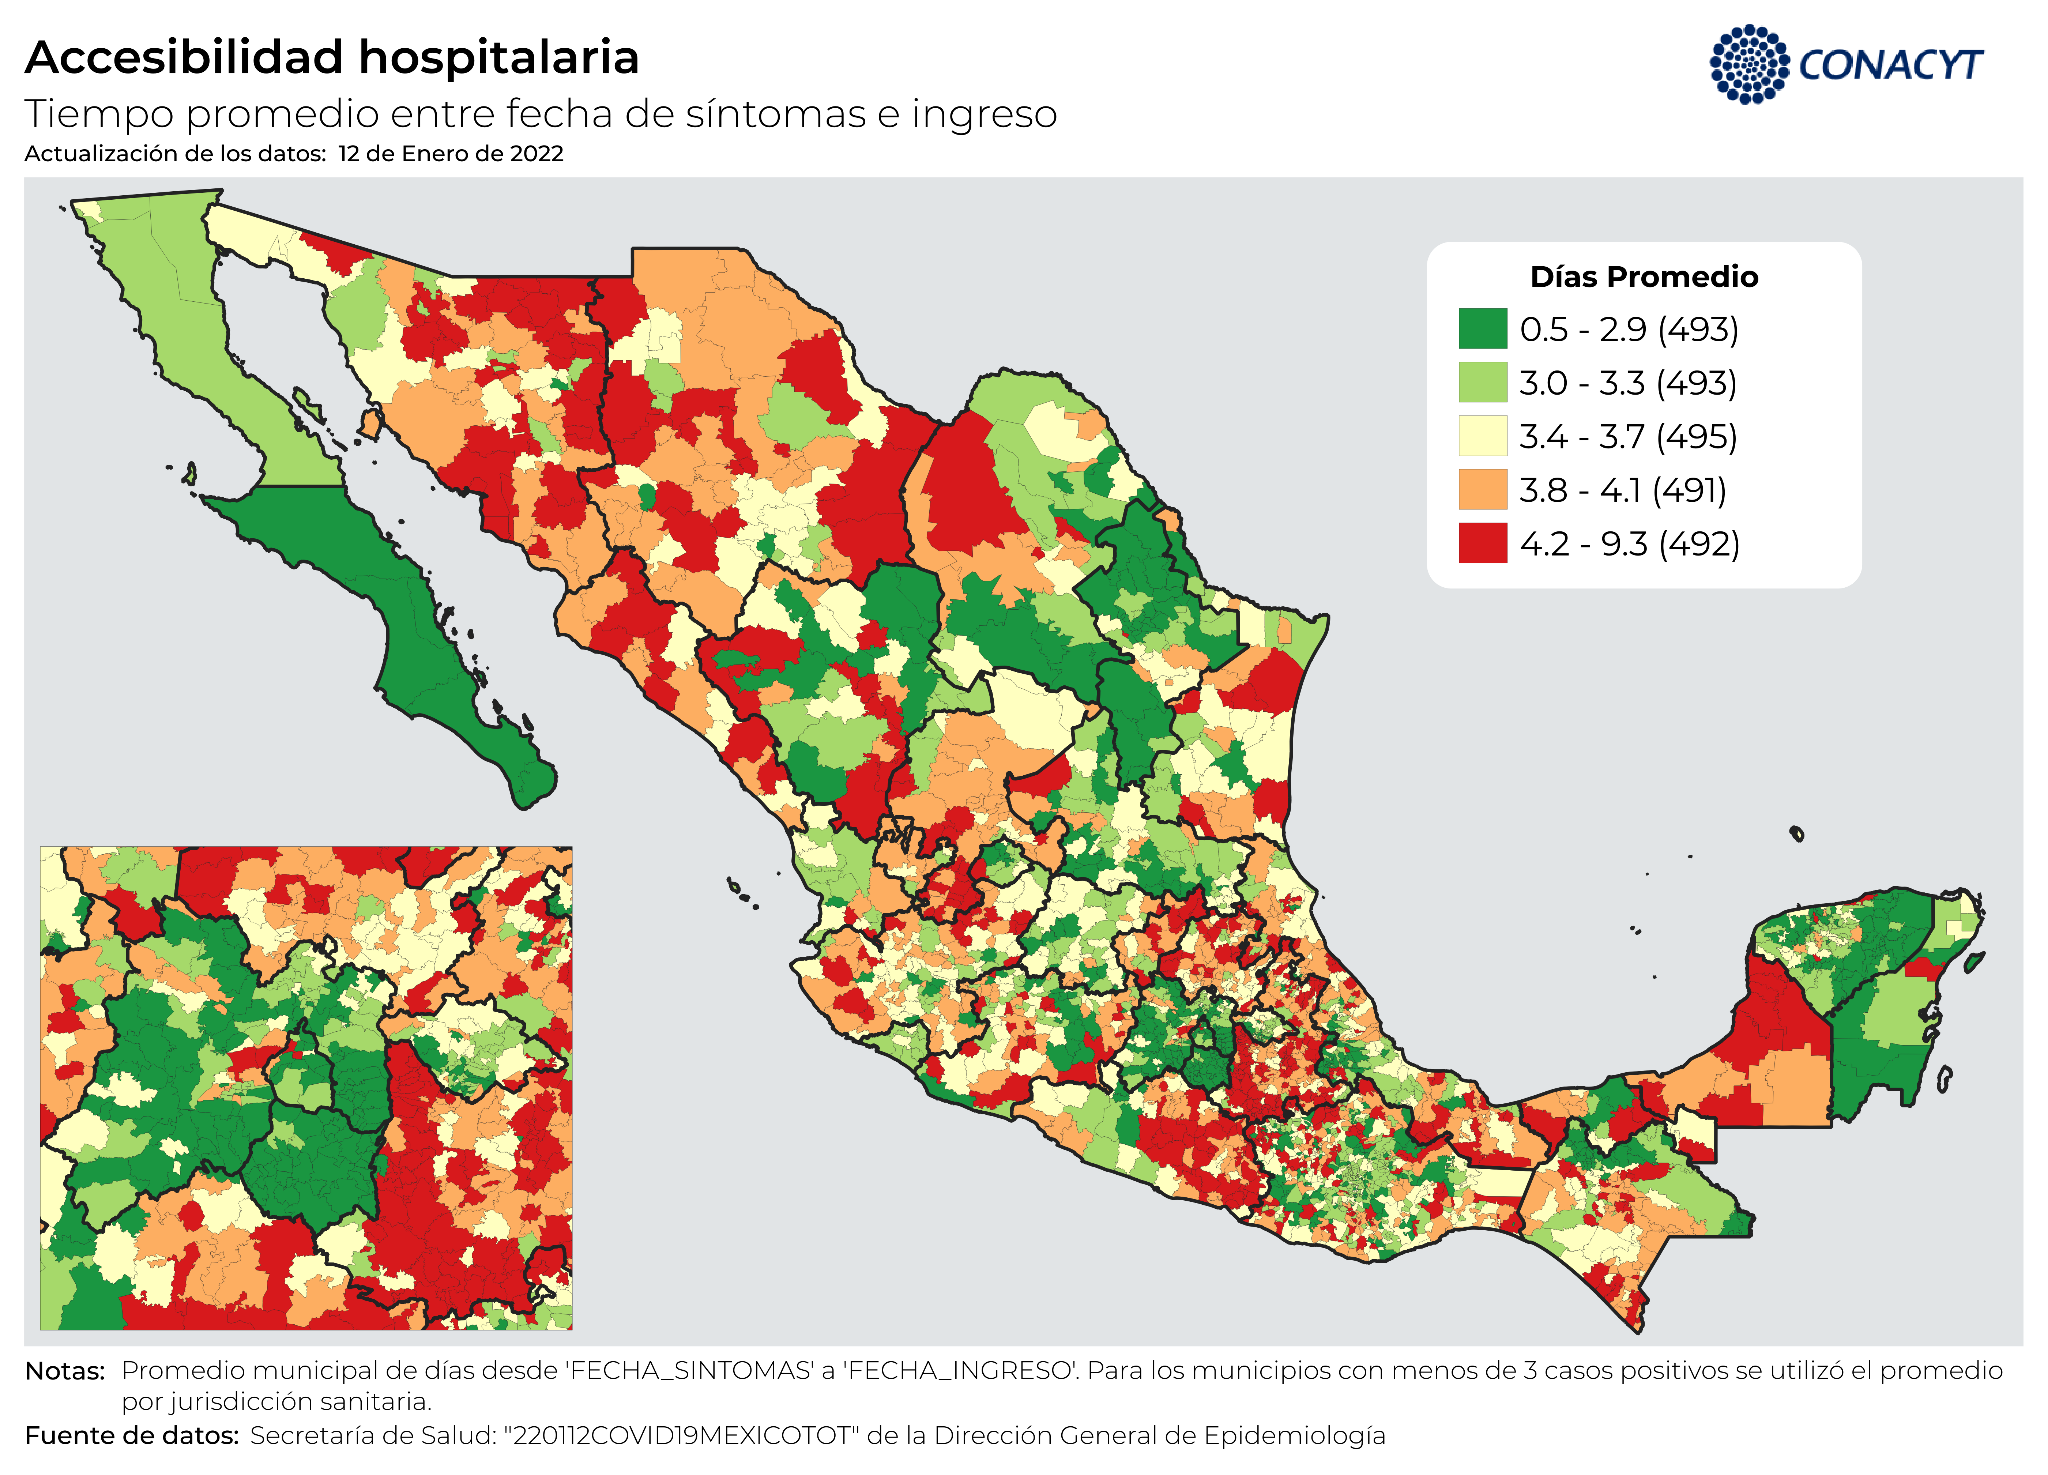 Accesibilidad hospitalaria
Tiempo promedio entre fecha de síntomas e ingreso
Actualización de los datos: 12 de Enero de 2022
CONACYT
Días Promedio
0.5 - 2.9 (493)
3.0 - 3.3 (493)
3.4 - 3.7 (495)
3.8 - 4.1 (491)
4.2 - 9.3 (492)
Notas: Promedio municipal de días desde 'FECHA_SINTOMAS' a 'FECHA_INGRESO'. Para los municipios con menos de 3 casos positivos se utilizó el promedio
por jurisdicción sanitaria.
Fuente de datos: Secretaría de Salud: "220112COVID19MEXICOTOT" de la Dirección General de Epidemiología